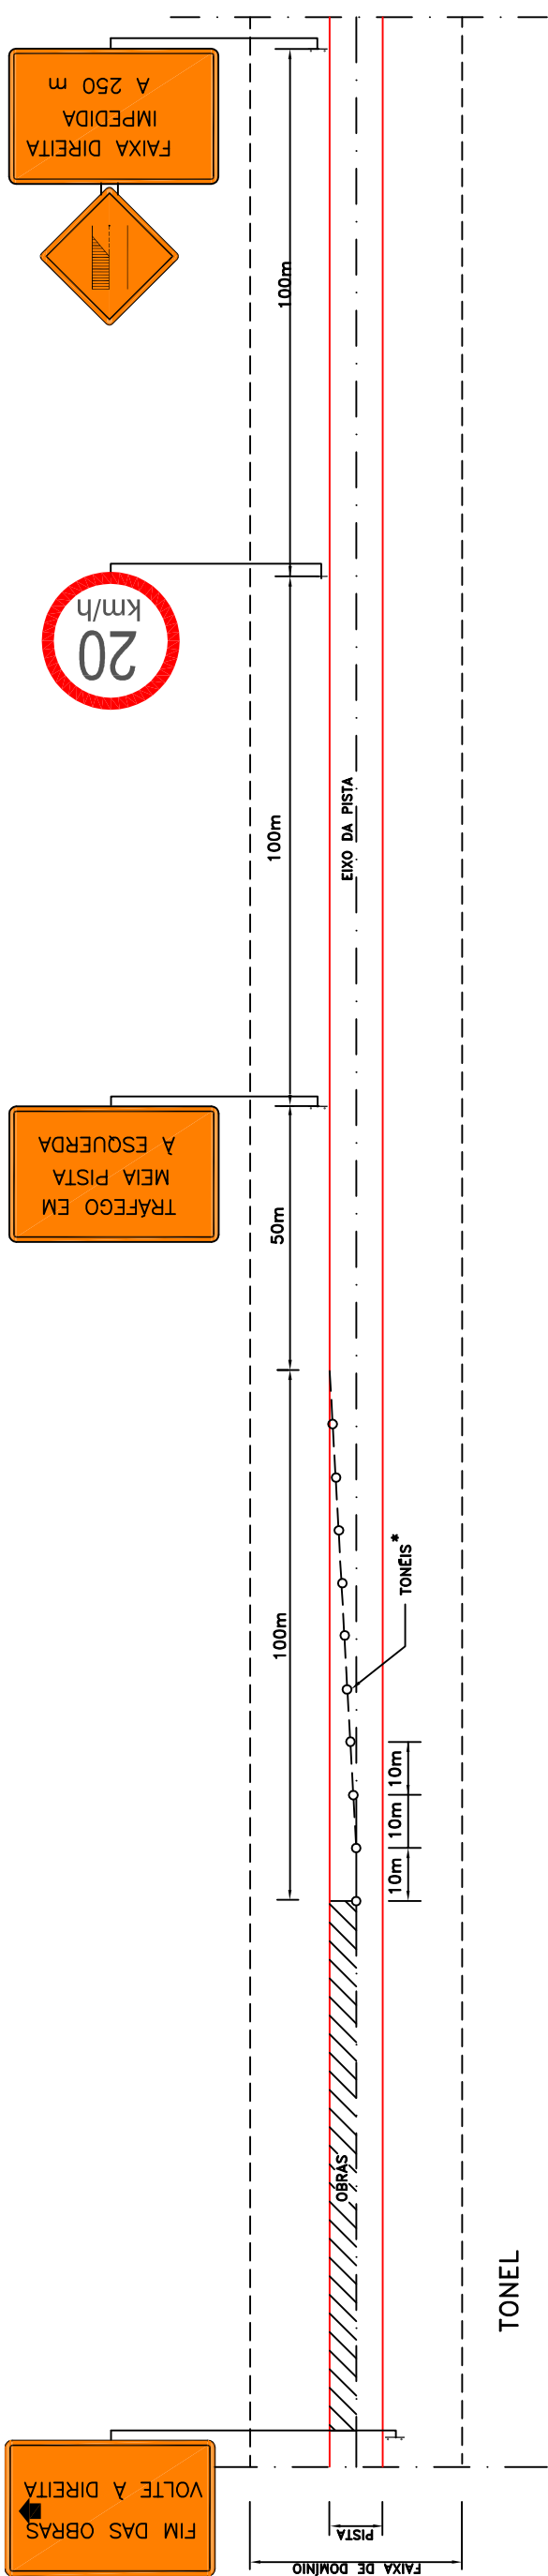 FAIXA DIREITA
IMPEDIDA
A 250 m
100m
20
km/h
100m
EIXO DA PISTA
TRÁFEGO EM
MEIA PISTA
À ESQUERDA
50m
100m
TONÉIS*
10m
10m
10m
OBRAS
TONEL
FIM DAS OBRAS
VOLTE À DIREITA
PISTA
FAIXA DE DOMÍNIO